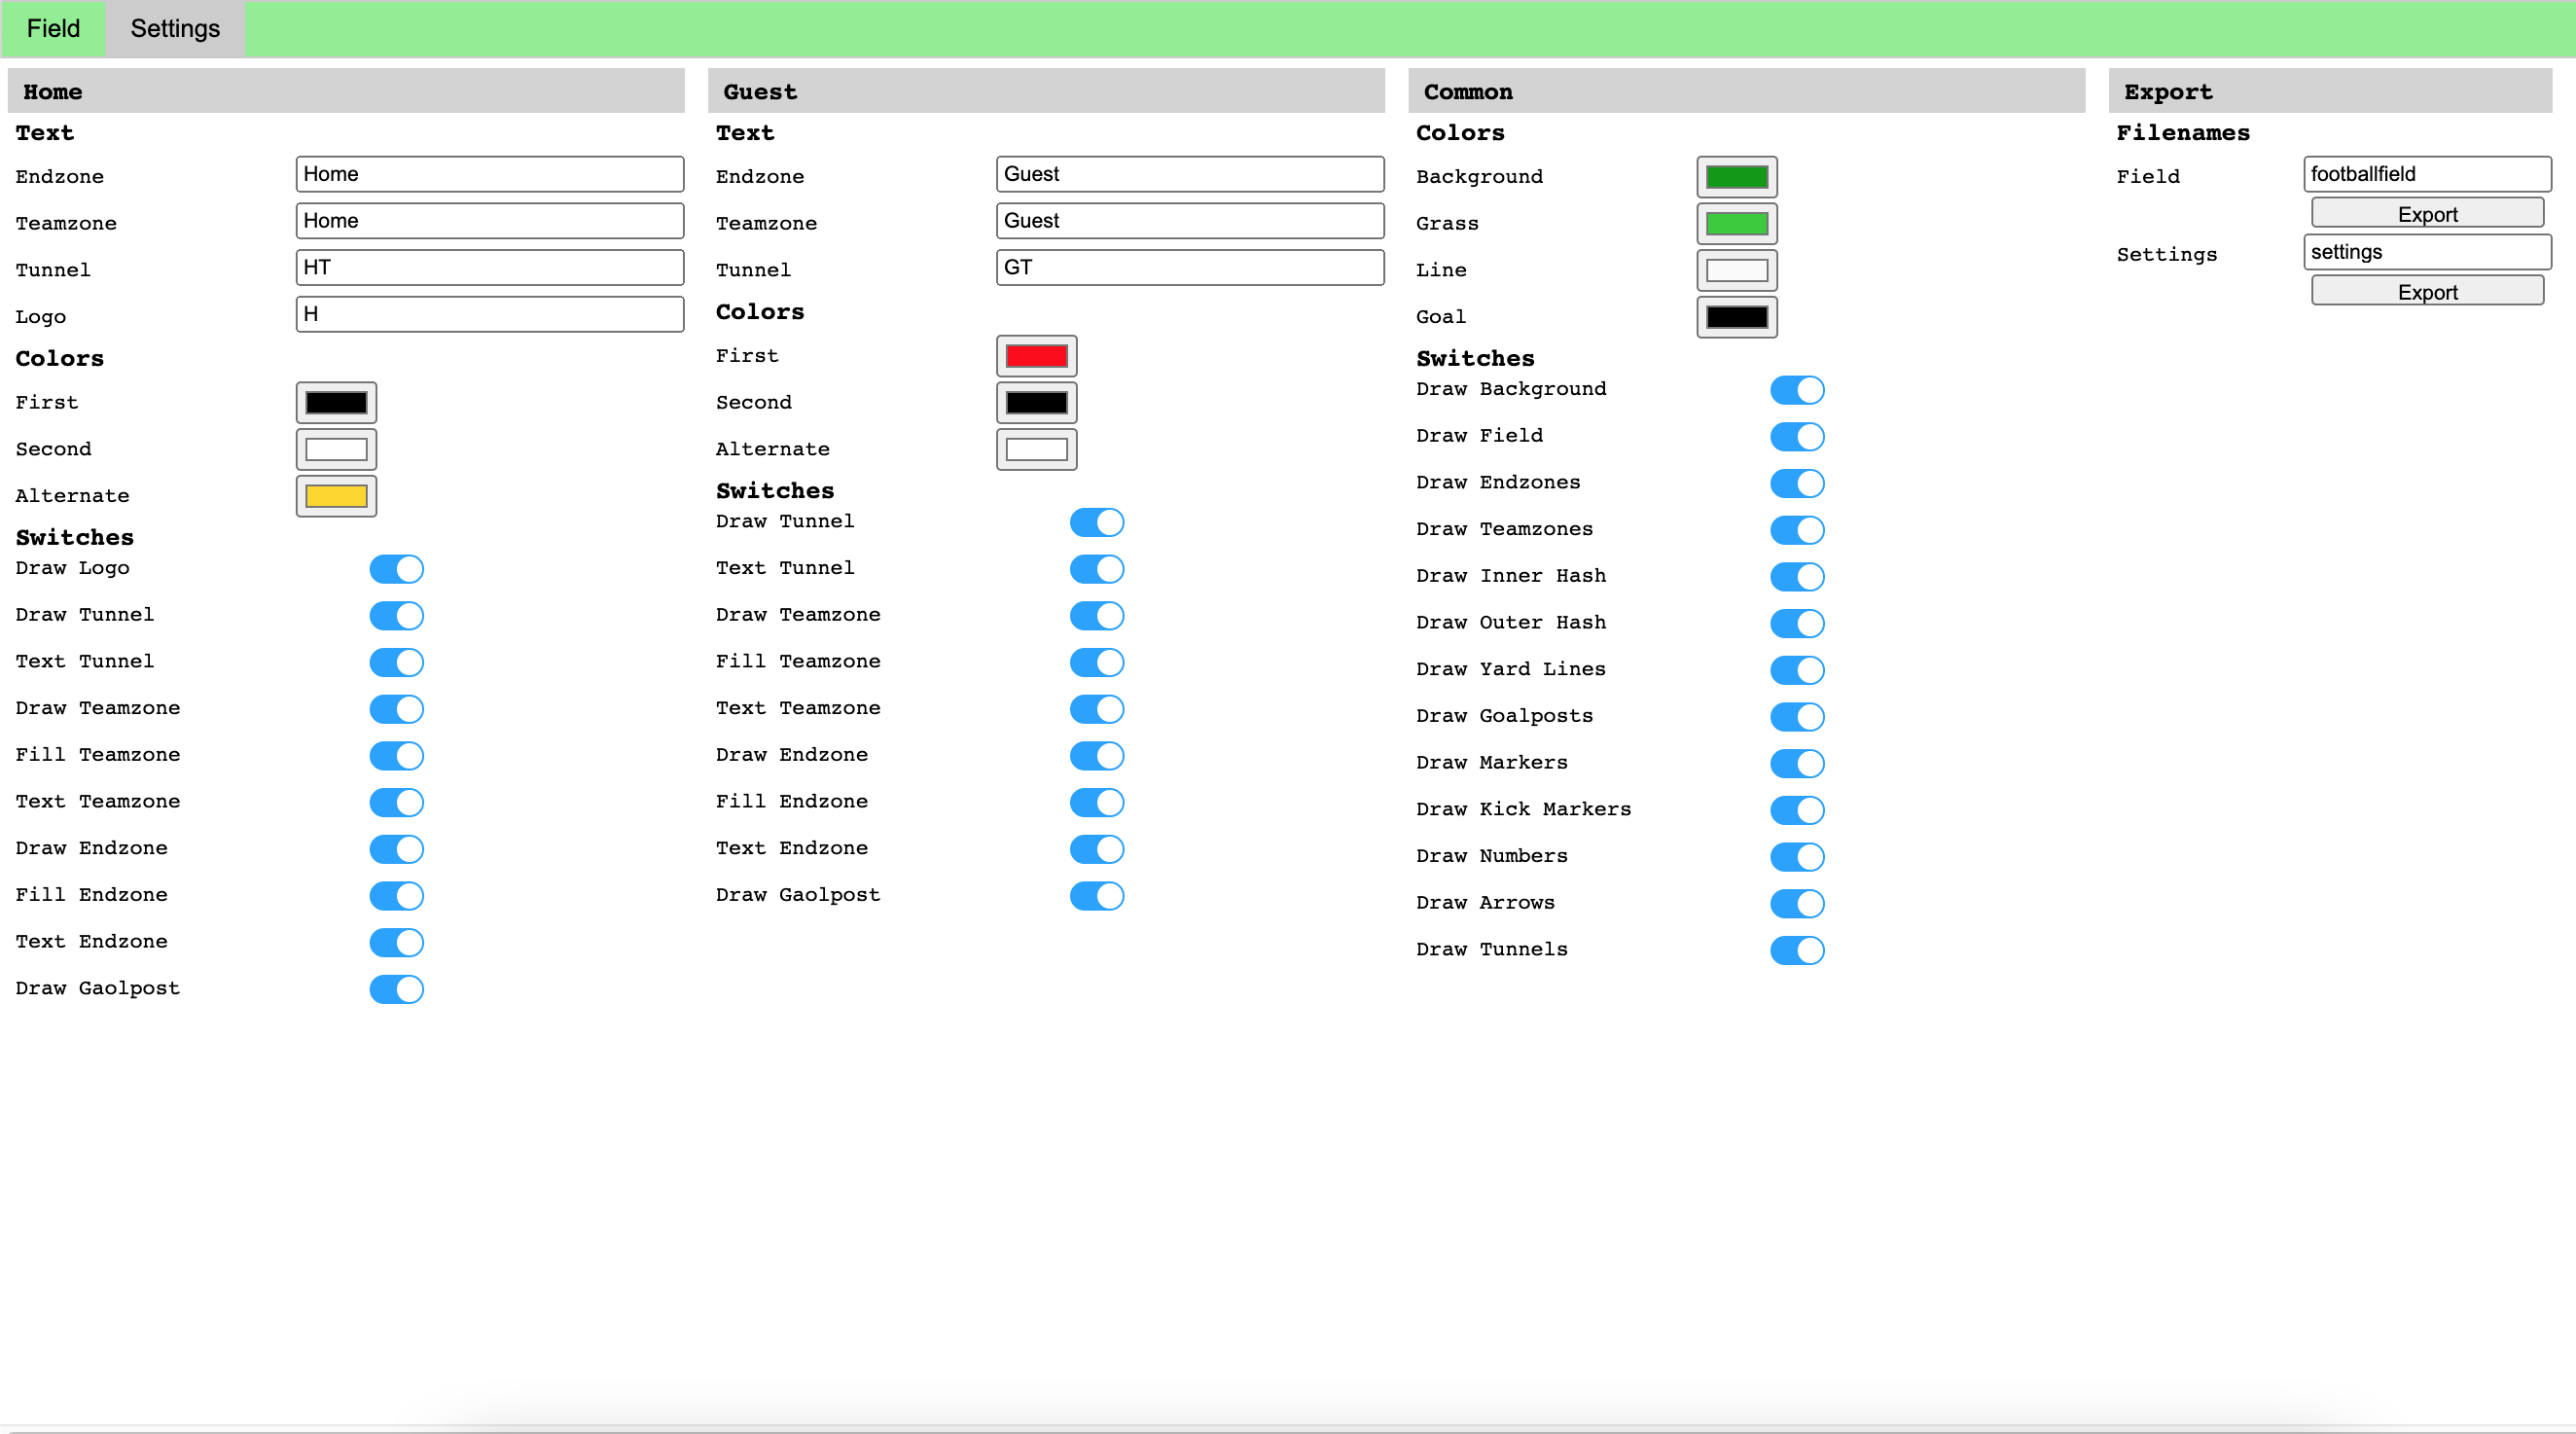 Field Settings
Home
Text
Endzone Home
Teamzone Home
Tunnel HT
Logo H
Colors
First
Second
Alternate
Switches
Draw Logo
Draw Tunnel
Text Tunnel
Draw Teamzone
Fill Teamzone
Text Teamzone
Draw Endzone
Fill Endzone
Text Endzone
Draw Gaolpost
Guest
Text
Endzone Guest
Teamzone Guest
Tunnel GT
Colors
First
Second
Alternate
Switches
Draw Tunnel
Text Tunnel
Draw Teamzone
Fill Teamzone
Text Teamzone
Draw Endzone
Fill Endzone
Text Endzone
Draw Gaolpost
Common
Colors
Background
Grass
Line
Goal
Switches
Draw Background
Draw Field
Draw Endzones
Draw Teamzones
Draw Inner Hash
Draw Outer Hash
Draw Yard Lines
Draw Goalposts
Draw Markers
Draw Kick Markers
Draw Numbers
Draw Arrows
Draw Tunnels
Export
Filenames
Field footballfield
Export
Settings settings
Export